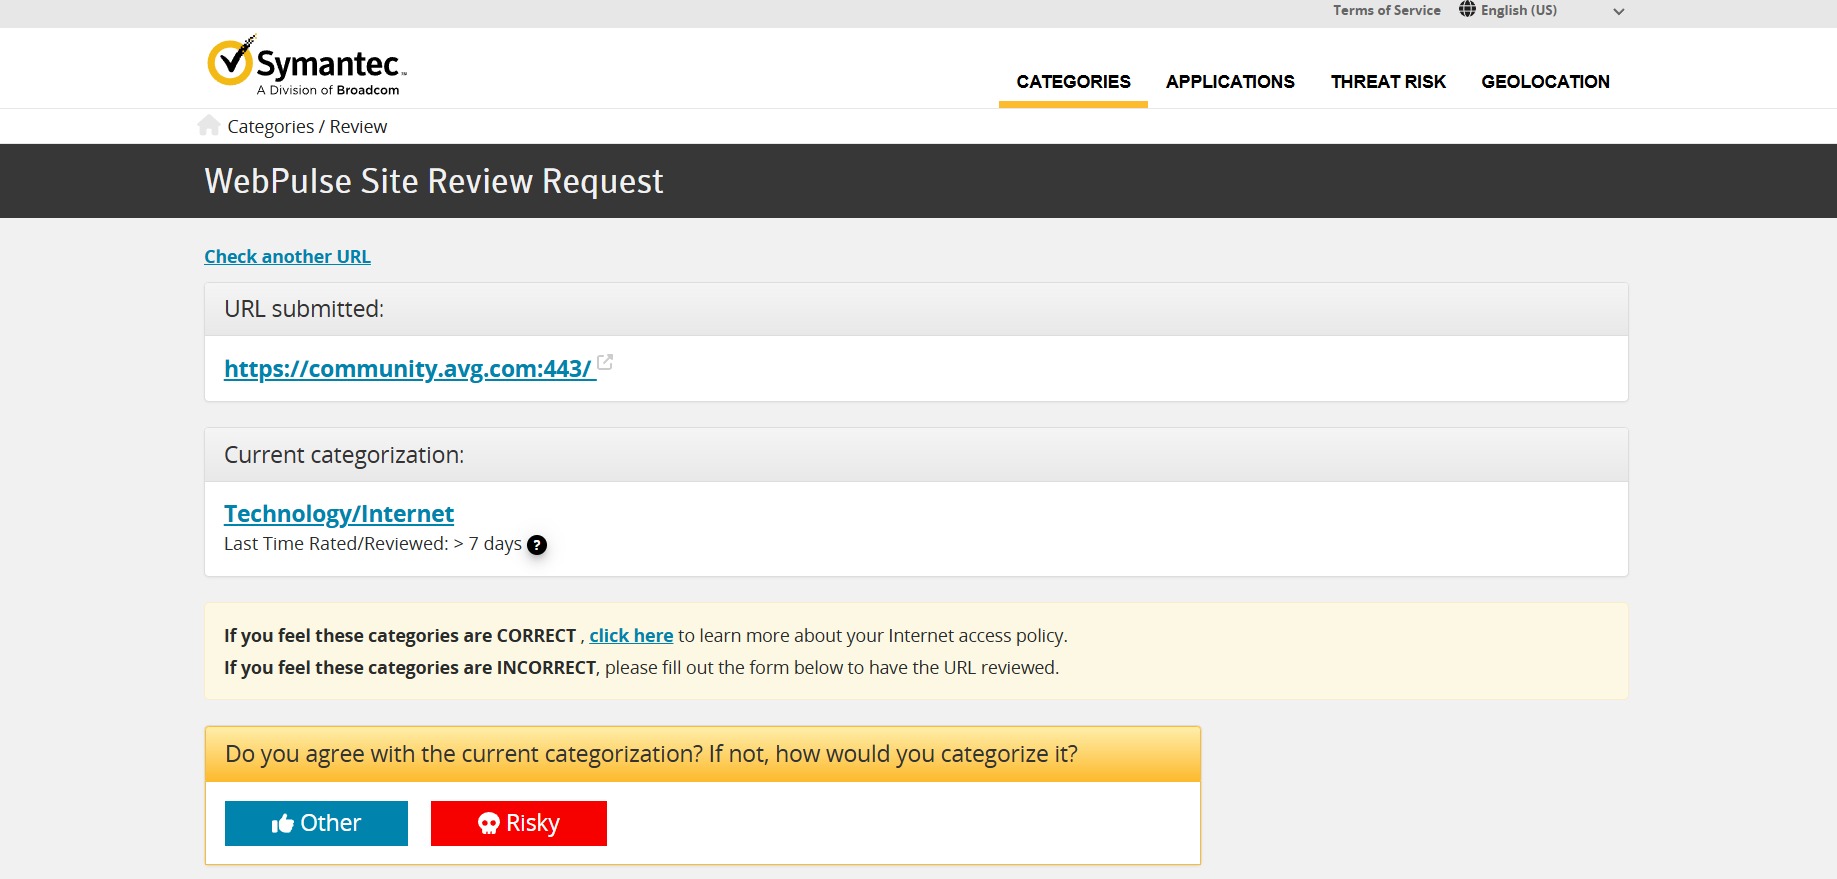 Terms of Service English (US)
Symantec™
A Division of Broadcom
CATEGORIES APPLICATIONS THREAT RISK GEOLOCATION
Categories / Review
WebPulse Site Review Request
Check another URL
URL submitted:
https://community.avg.com:443/
Current categorization:
Technology/Internet
Last Time Rated/Reviewed: > 7 days ?
If you feel these categories are CORRECT , click here to learn more about your Internet access policy.
If you feel these categories are INCORRECT, please fill out the form below to have the URL reviewed.
Do you agree with the current categorization? If not, how would you categorize it?
Other Risky